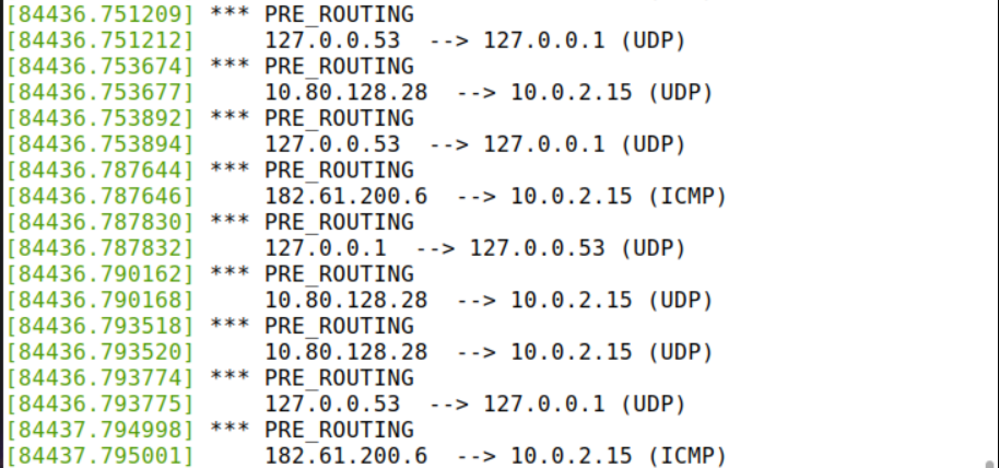 [84436.751209] *** PRE_ROUTING
[84436.751212]     127.0.0.53  --> 127.0.0.1 (UDP)
[84436.753674] *** PRE_ROUTING
[84436.753677]     10.80.128.28  --> 10.0.2.15 (UDP)
[84436.753892] *** PRE_ROUTING
[84436.753894]     127.0.0.53  --> 127.0.0.1 (UDP)
[84436.787644] *** PRE_ROUTING
[84436.787646]     182.61.200.6  --> 10.0.2.15 (ICMP)
[84436.787830] *** PRE_ROUTING
[84436.787832]     127.0.0.1  --> 127.0.0.53 (UDP)
[84436.790162] *** PRE_ROUTING
[84436.790168]     10.80.128.28  --> 10.0.2.15 (UDP)
[84436.793518] *** PRE_ROUTING
[84436.793520]     10.80.128.28  --> 10.0.2.15 (UDP)
[84436.793774] *** PRE_ROUTING
[84436.793775]     127.0.0.53  --> 127.0.0.1 (UDP)
[84437.794998] *** PRE_ROUTING
[84437.795001]     182.61.200.6  --> 10.0.2.15 (ICMP)